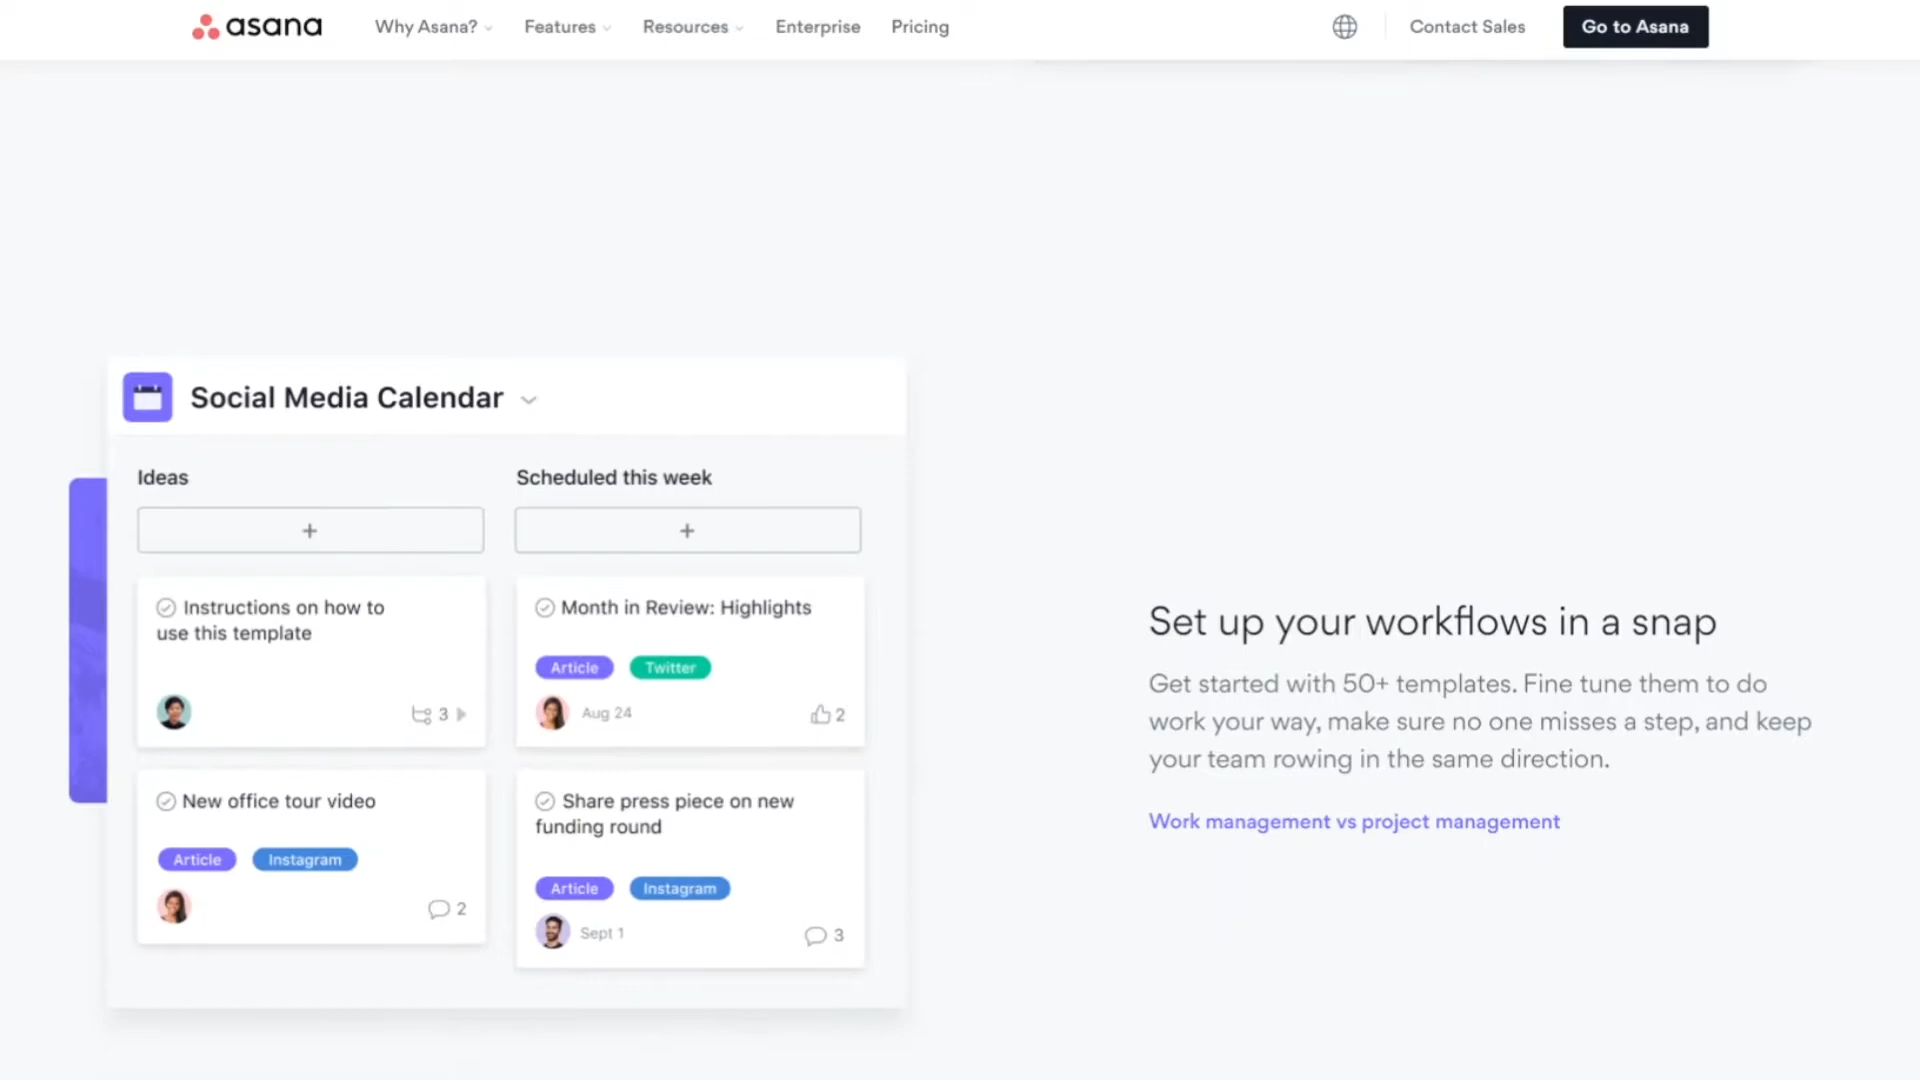 asana
Why Asana? Features Resources Enterprise Pricing Contact Sales Go to Asana
Social Media Calendar
Ideas
+
Instructions on how to
use this template
3
New office tour video
Article Instagram
2
Scheduled this week
+
Month in Review: Highlights
Article Twitter
Aug 24 2
Share press piece on new
funding round
Article Instagram
Sept 1 3
Set up your workflows in a snap
Get started with 50+ templates. Fine tune them to do
work your way, make sure no one misses a step, and keep
your team rowing in the same direction.
Work management vs project management